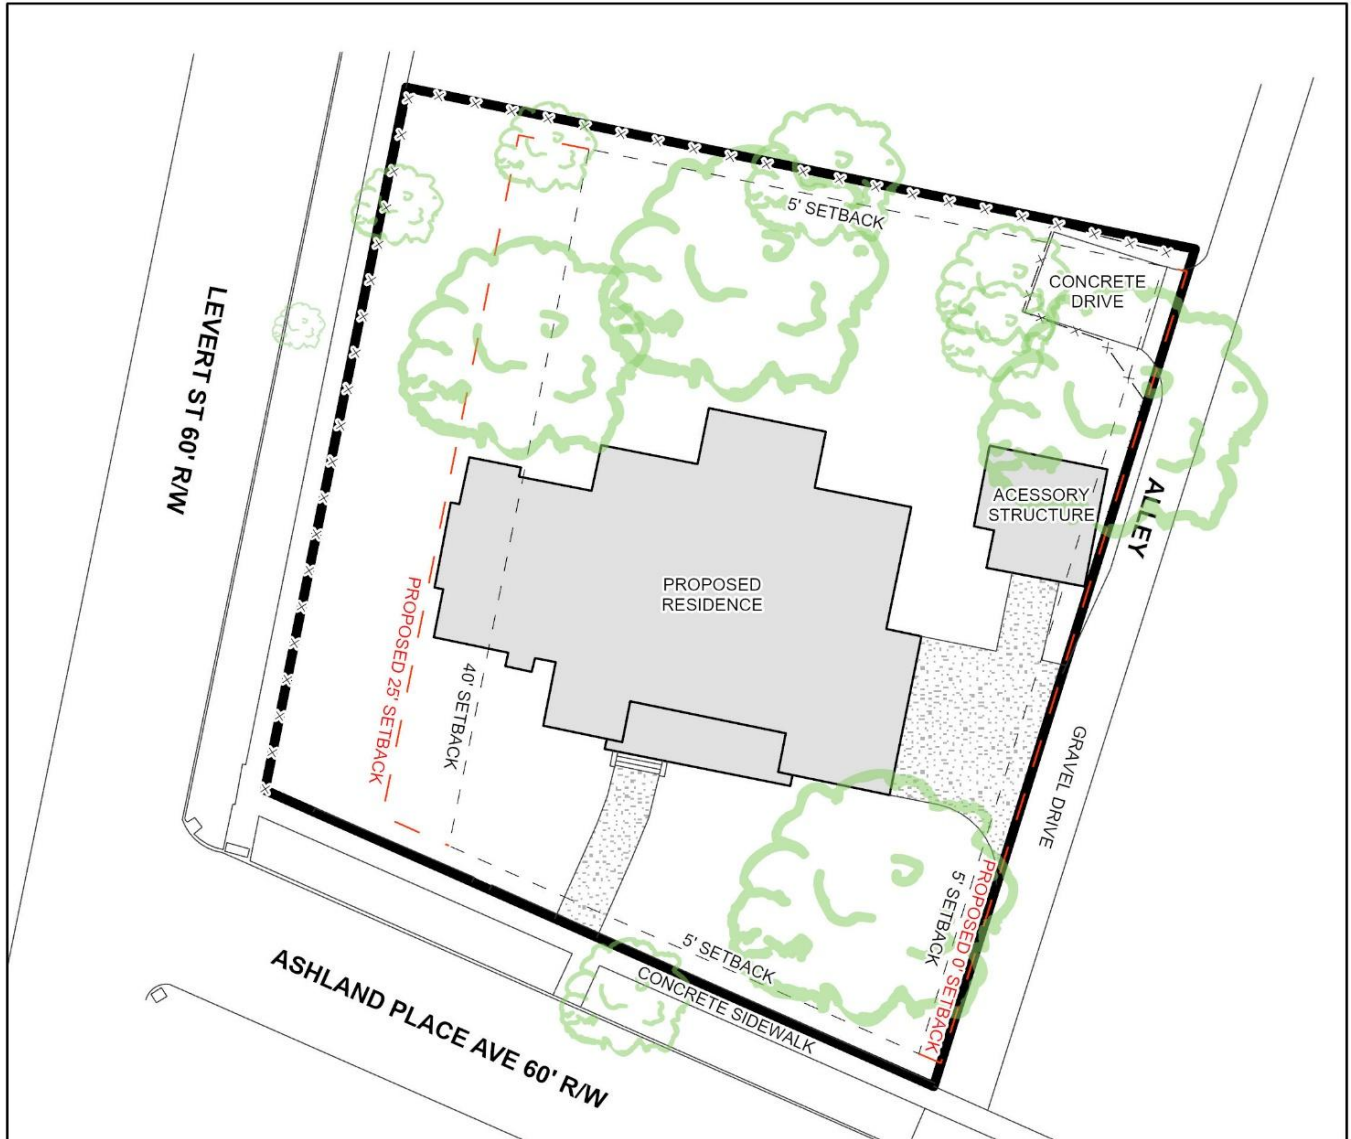 5' SETBACK
CONCRETE
DRIVE
LEVERT ST 60' R/W
ACESSORY
STRUCTURE
ALLEY
PROPOSED
RESIDENCE
PROPOSED 25' SETBACK
40' SETBACK
GRAVEL DRIVE
5' SETBACK
PROPOSED 0' SETBACK
5' SETBACK
CONCRETE SIDEWALK
ASHLAND PLACE AVE 60' R/W